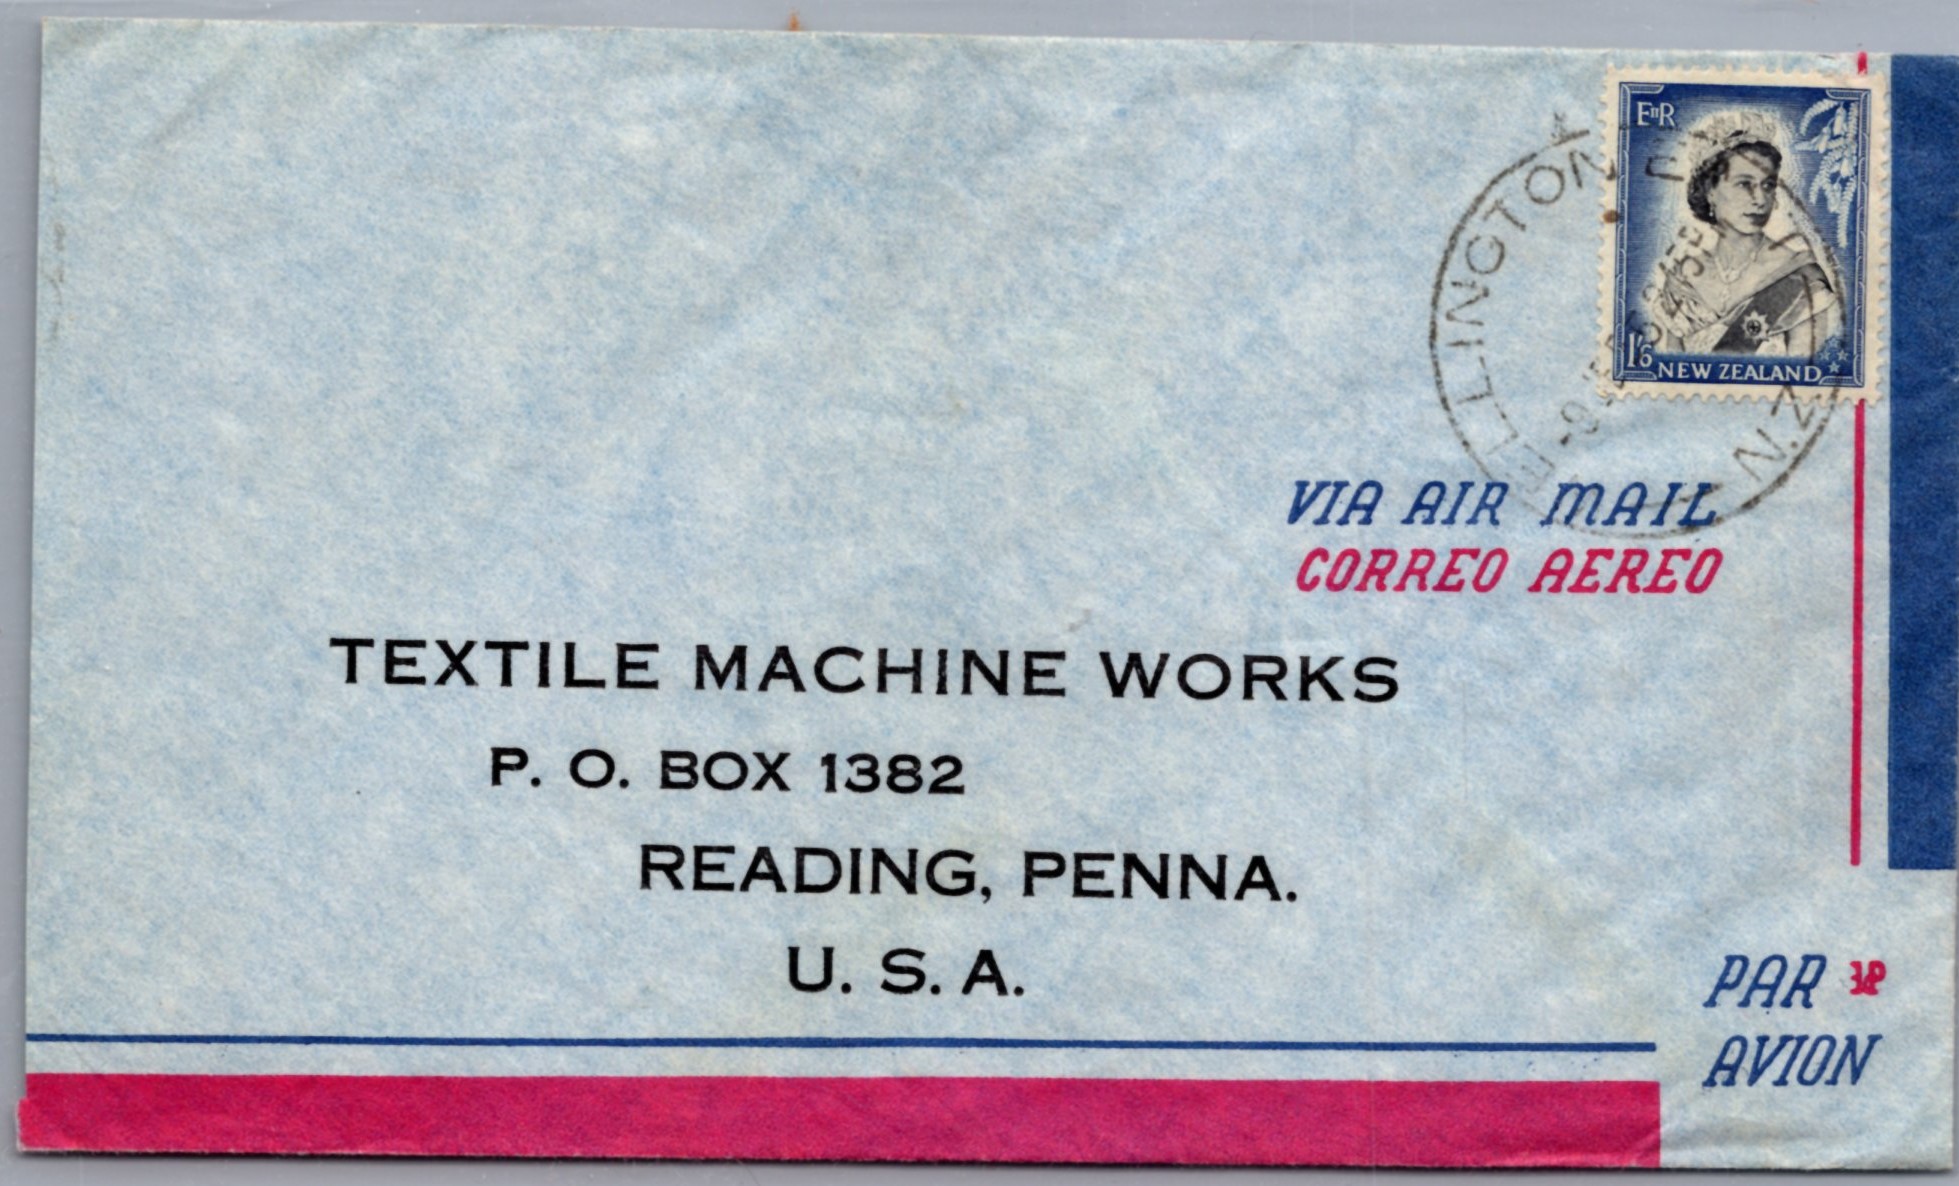 EIIR
1'6 NEW ZEALAND
WELLINGTON
N.Z.
VIA AIR MAIL
CORREO AEREO
TEXTILE MACHINE WORKS
P. O. BOX 1382
READING, PENNA.
U. S. A.
PAR
AVION